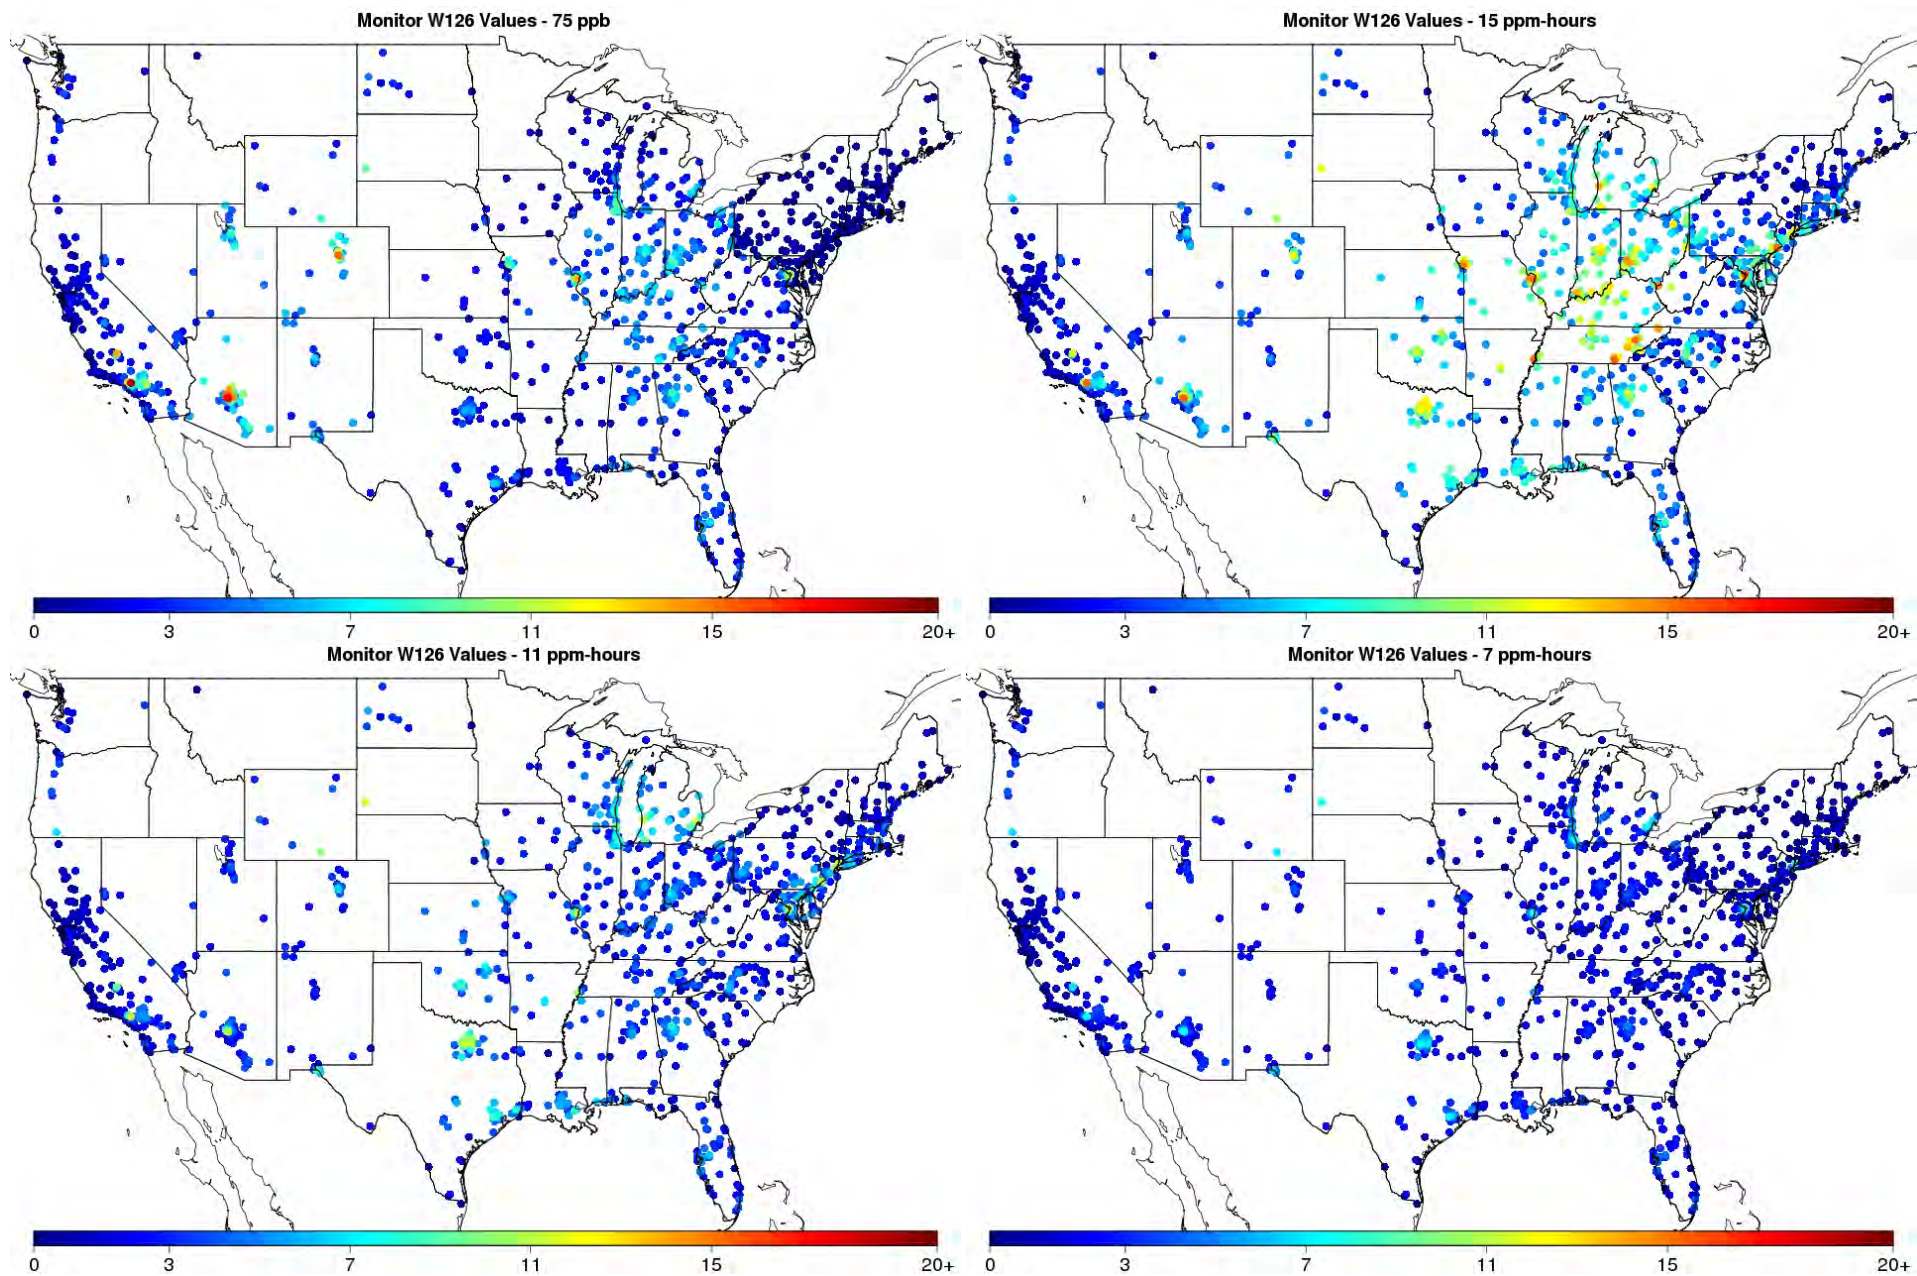 Monitor W126 Values - 75 ppb
0 3 7 11 15 20+
Monitor W126 Values - 15 ppm-hours
0 3 7 11 15 20+
Monitor W126 Values - 11 ppm-hours
0 3 7 11 15 20+
Monitor W126 Values - 7 ppm-hours
0 3 7 11 15 20+